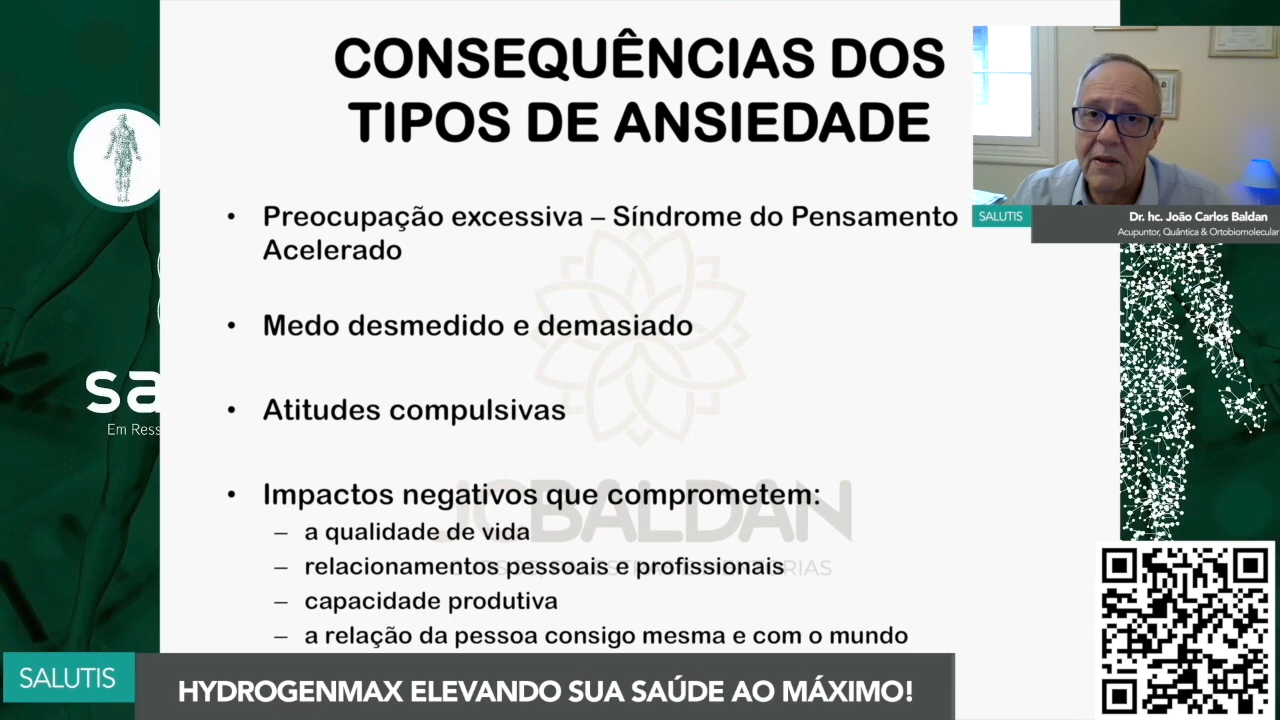 CONSEQUÊNCIAS DOS
TIPOS DE ANSIEDADE
• Preocupação excessiva – Síndrome do Pensamento
Acelerado
• Medo desmedido e demasiado
• Atitudes compulsivas
• Impactos negativos que comprometem:
– a qualidade de vida
– relacionamentos pessoais e profissionais
– capacidade produtiva
– a relação da pessoa consigo mesma e com o mundo
BALDAN
SALUTIS
Dr. hc. João Carlos Baldan
Acupuntor, Quântica & Ortobiomolecular
sa
Em Ress
SALUTIS
HYDROGENMAX ELEVANDO SUA SAÚDE AO MÁXIMO!